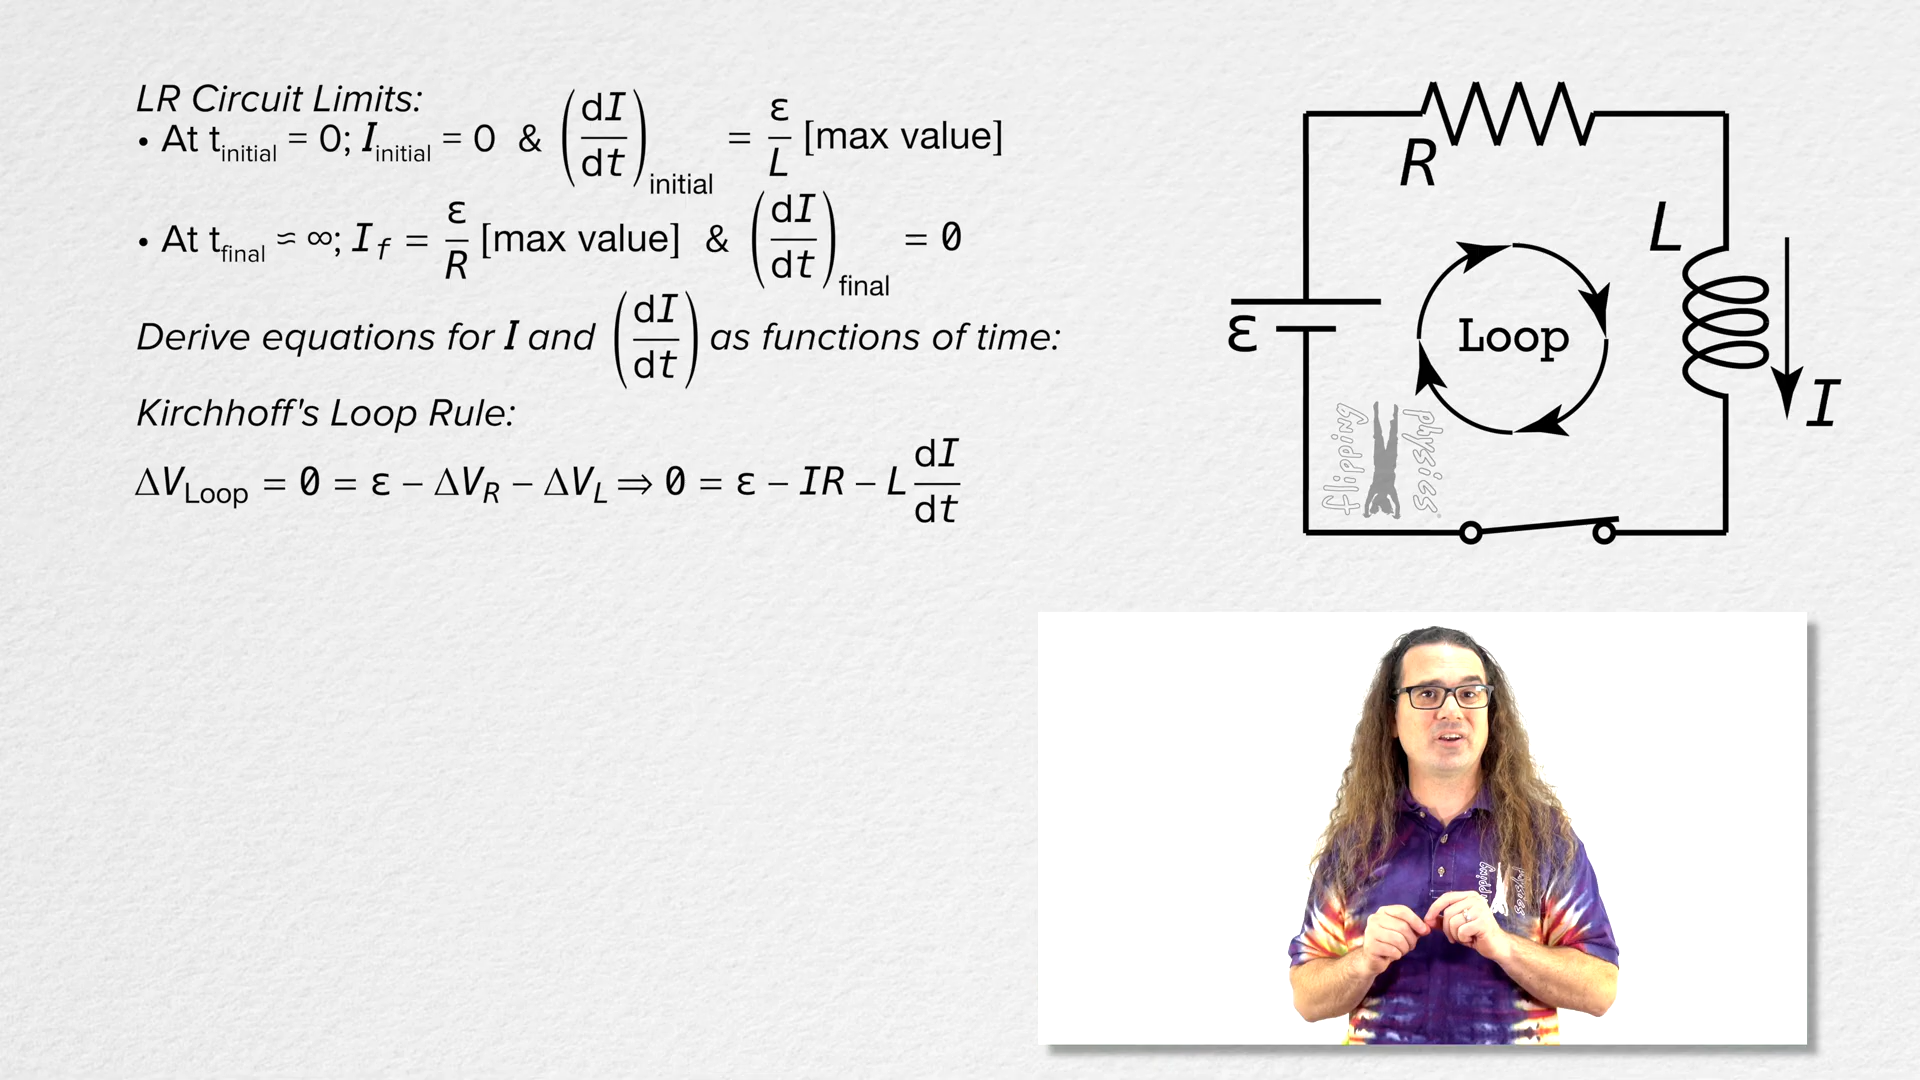 LR Circuit Limits:
• At t_initial = 0; I_initial = 0 & (dI/dt)_initial = ε/L [max value]
• At t_final ≈ ∞; I_f = ε/R [max value] & (dI/dt)_final = 0
Derive equations for I and (dI/dt) as functions of time:
Kirchhoff's Loop Rule:
ΔV_Loop = 0 = ε − ΔV_R − ΔV_L ⇒ 0 = ε − IR − L dI/dt
R
L
ε
Loop
I
flipping physics®
flipping physics